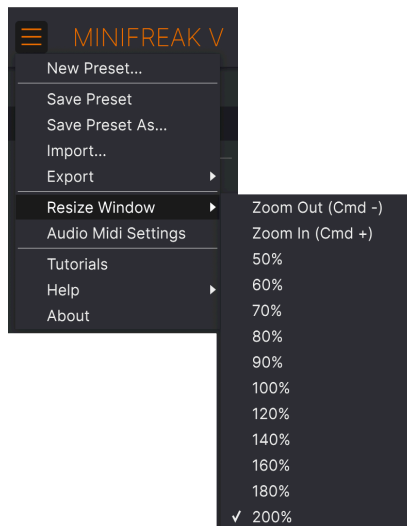 MINIFREAK V
New Preset...
Save Preset
Save Preset As...
Import...
Export
Resize Window
Audio Midi Settings
Tutorials
Help
About
Zoom Out (Cmd -)
Zoom In (Cmd +)
50%
60%
70%
80%
90%
100%
120%
140%
160%
180%
✓ 200%